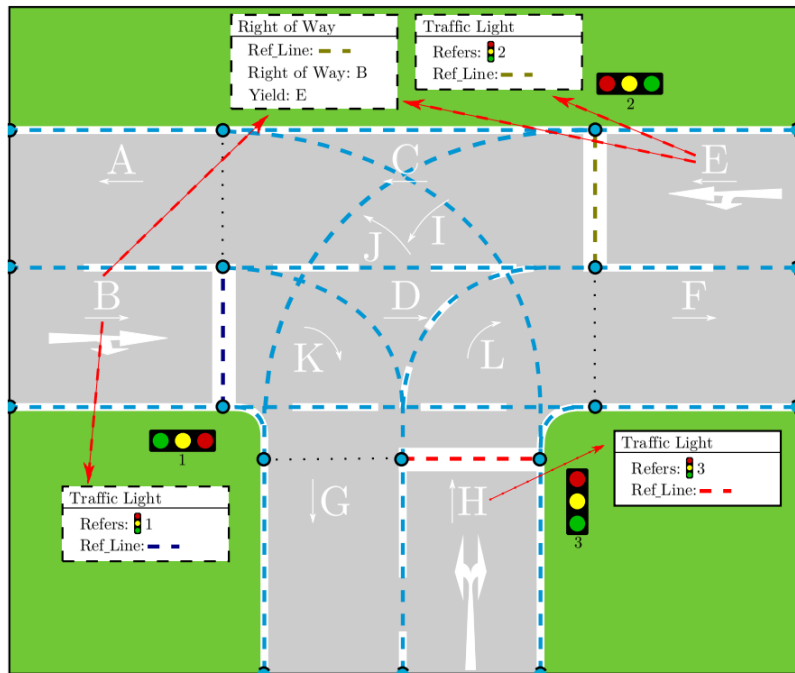 Right of Way
Ref_Line:
Right of Way: B
Yield: E
Traffic Light
Refers: 2
Ref_Line:
2
A
C
E
I
J
B
D
F
K
L
1
Traffic Light
Refers: 3
Ref_Line:
Traffic Light
Refers: 1
Ref_Line:
G
H
3